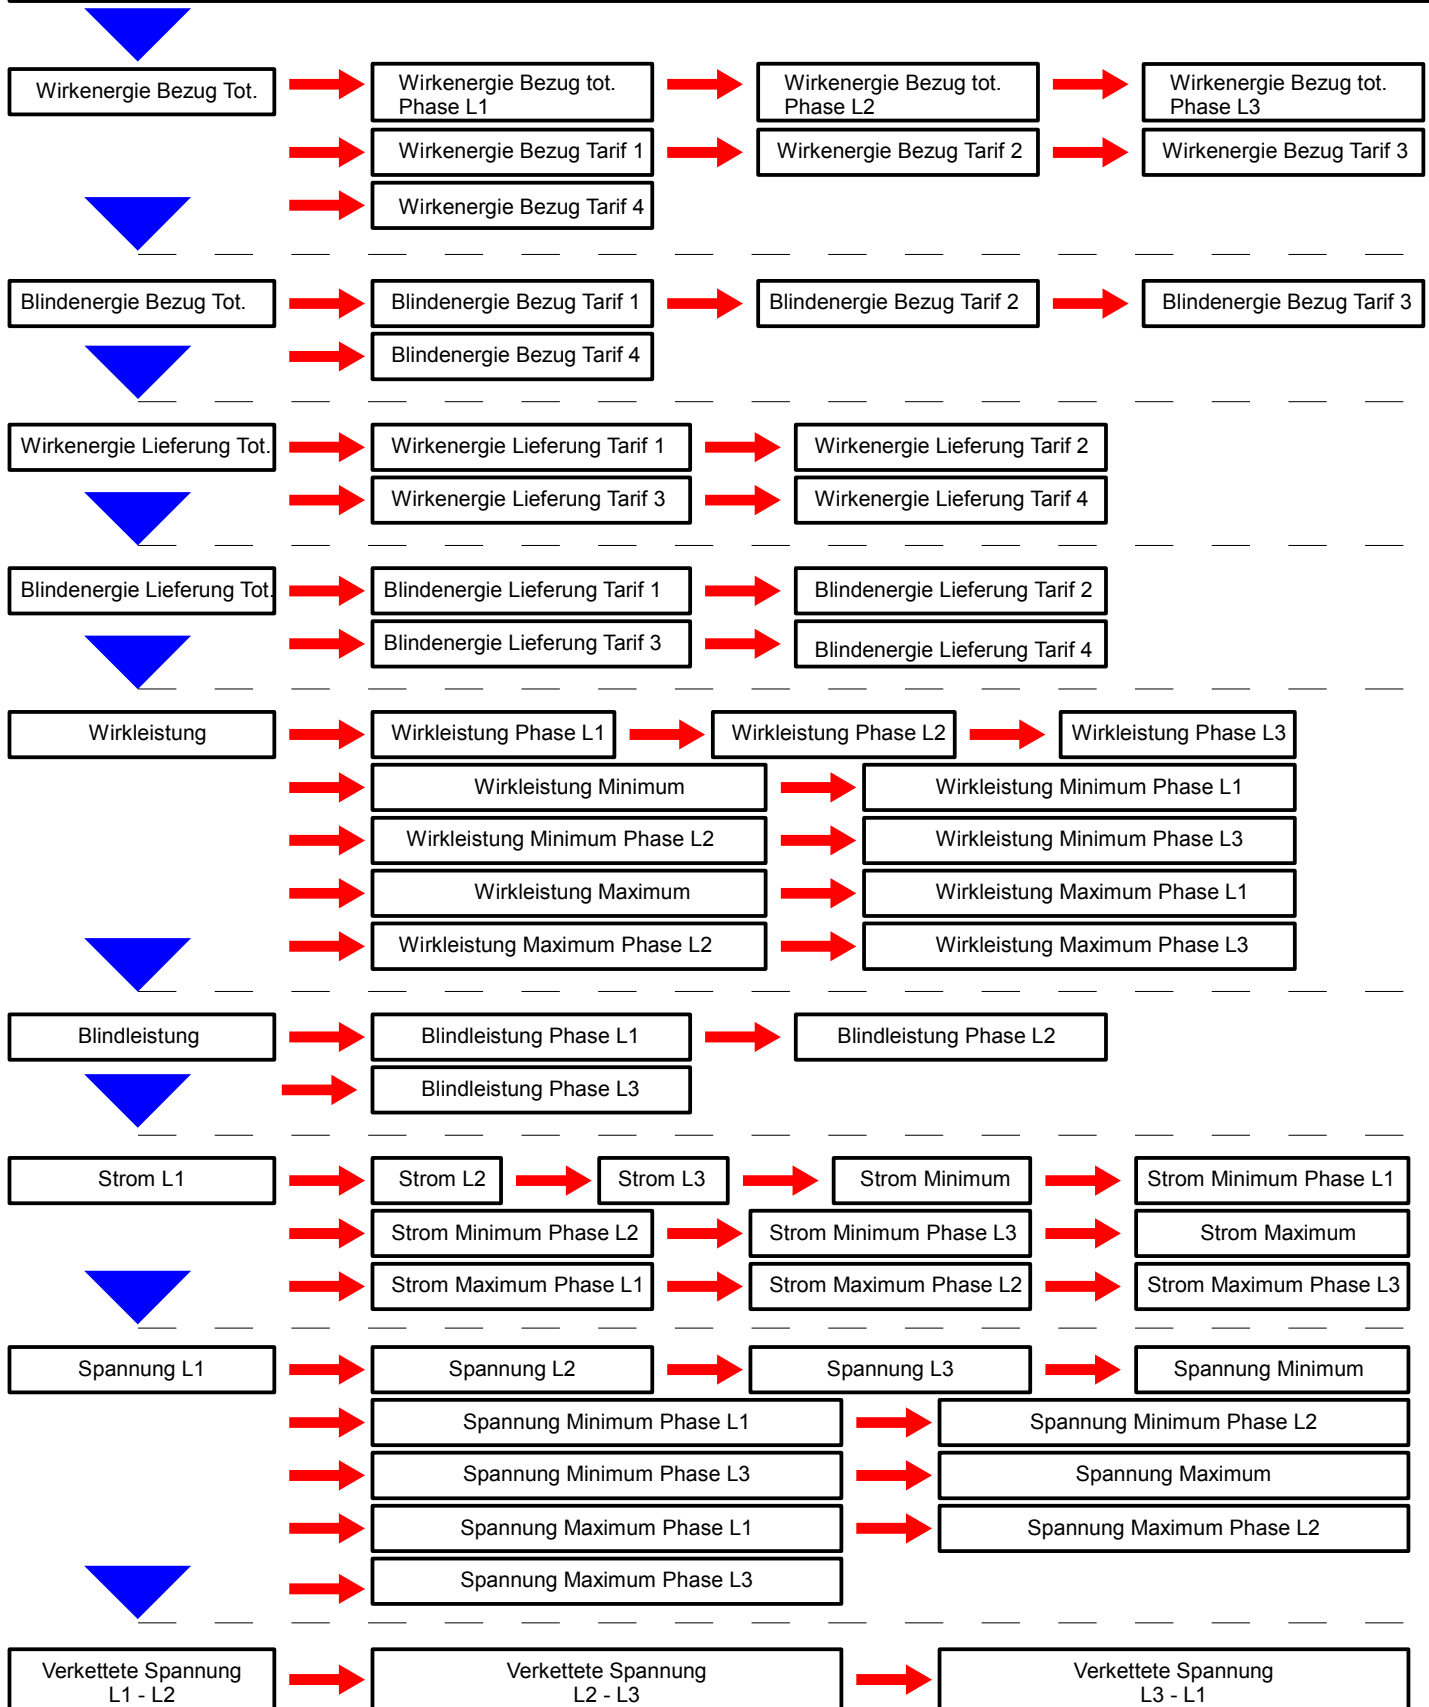 Wirkenergie Bezug Tot.
Wirkenergie Bezug tot.
Phase L1
Wirkenergie Bezug tot.
Phase L2
Wirkenergie Bezug tot.
Phase L3
Wirkenergie Bezug Tarif 1
Wirkenergie Bezug Tarif 2
Wirkenergie Bezug Tarif 3
Wirkenergie Bezug Tarif 4
Blindenergie Bezug Tot.
Blindenergie Bezug Tarif 1
Blindenergie Bezug Tarif 2
Blindenergie Bezug Tarif 3
Blindenergie Bezug Tarif 4
Wirkenergie Lieferung Tot.
Wirkenergie Lieferung Tarif 1
Wirkenergie Lieferung Tarif 2
Wirkenergie Lieferung Tarif 3
Wirkenergie Lieferung Tarif 4
Blindenergie Lieferung Tot.
Blindenergie Lieferung Tarif 1
Blindenergie Lieferung Tarif 2
Blindenergie Lieferung Tarif 3
Blindenergie Lieferung Tarif 4
Wirkleistung
Wirkleistung Phase L1
Wirkleistung Phase L2
Wirkleistung Phase L3
Wirkleistung Minimum
Wirkleistung Minimum Phase L1
Wirkleistung Minimum Phase L2
Wirkleistung Minimum Phase L3
Wirkleistung Maximum
Wirkleistung Maximum Phase L1
Wirkleistung Maximum Phase L2
Wirkleistung Maximum Phase L3
Blindleistung
Blindleistung Phase L1
Blindleistung Phase L2
Blindleistung Phase L3
Strom L1
Strom L2
Strom L3
Strom Minimum
Strom Minimum Phase L1
Strom Minimum Phase L2
Strom Minimum Phase L3
Strom Maximum
Strom Maximum Phase L1
Strom Maximum Phase L2
Strom Maximum Phase L3
Spannung L1
Spannung L2
Spannung L3
Spannung Minimum
Spannung Minimum Phase L1
Spannung Minimum Phase L2
Spannung Minimum Phase L3
Spannung Maximum
Spannung Maximum Phase L1
Spannung Maximum Phase L2
Spannung Maximum Phase L3
Verkettete Spannung
L1 - L2
Verkettete Spannung
L2 - L3
Verkettete Spannung
L3 - L1